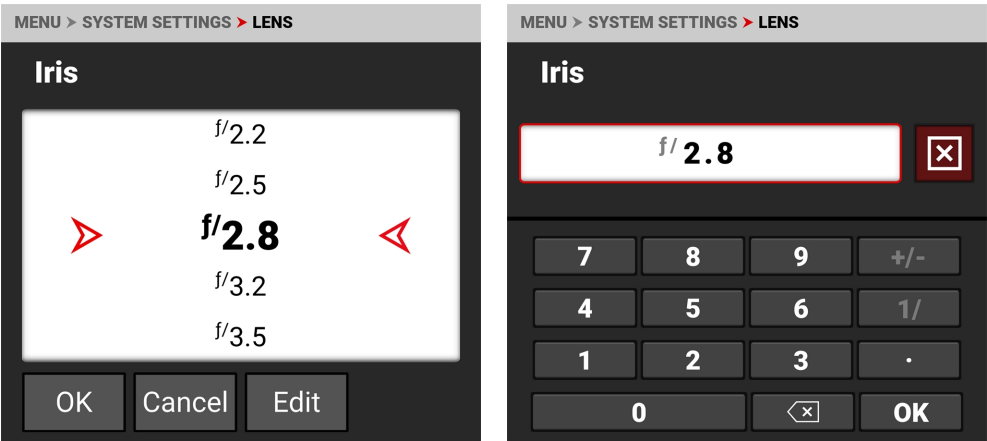 MENU > SYSTEM SETTINGS > LENS
Iris
ƒ/2.2
ƒ/2.5
ƒ/2.8
ƒ/3.2
ƒ/3.5
OK Cancel Edit
MENU > SYSTEM SETTINGS > LENS
Iris
ƒ/ 2.8
7 8 9 +/-
4 5 6 1/
1 2 3 .
0 OK